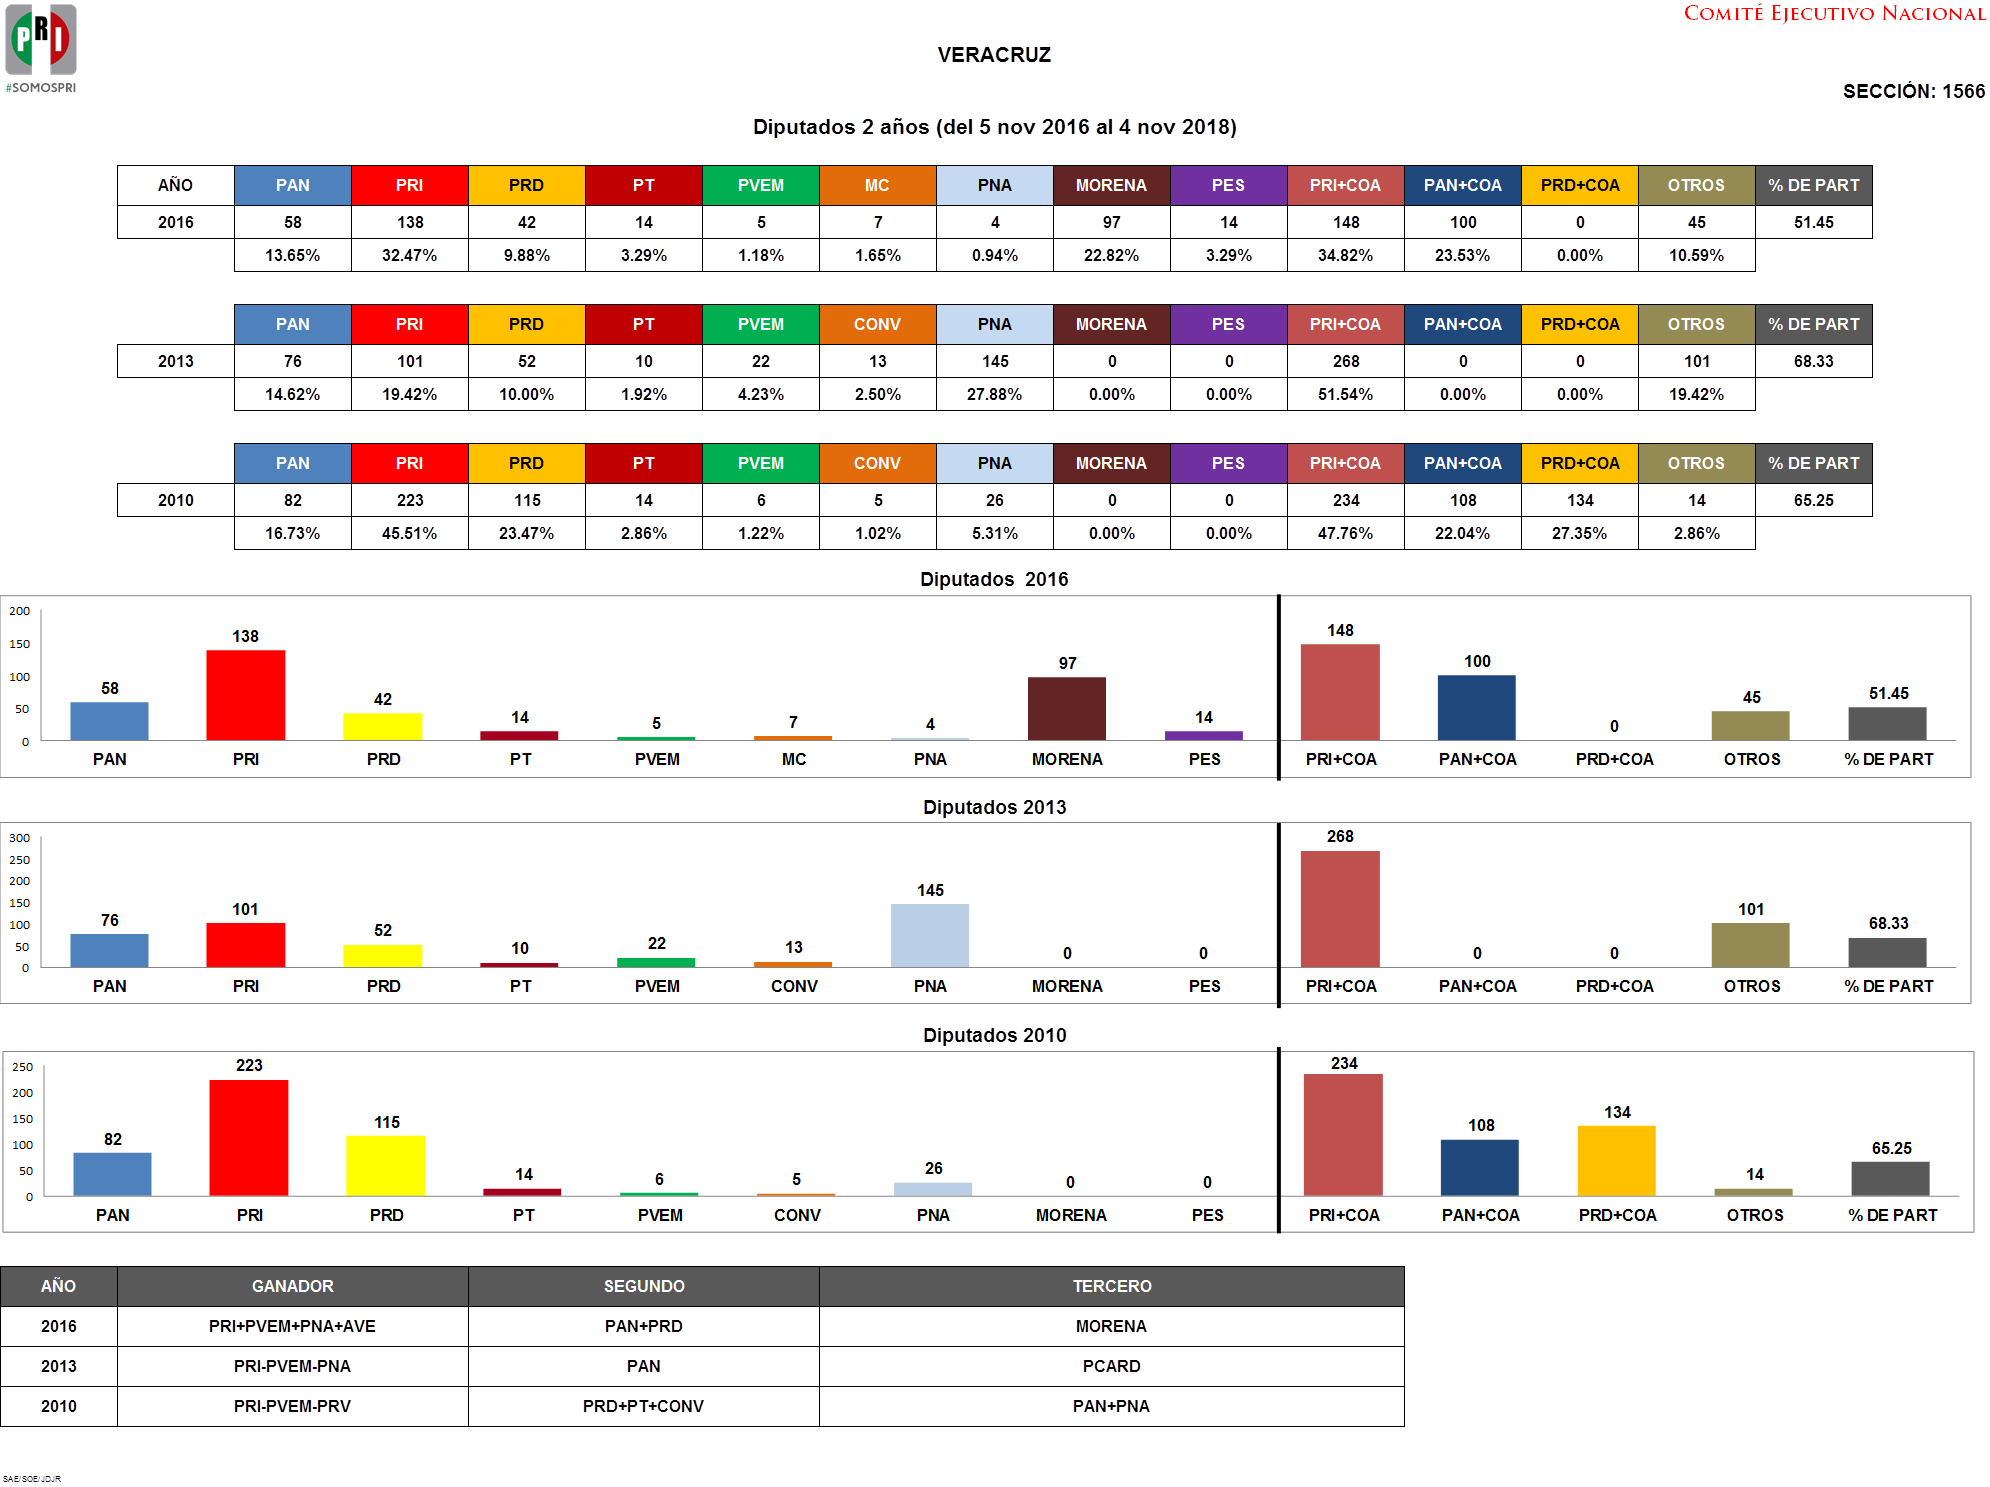 PRI
#SOMOSPRI
COMITÉ EJECUTIVO NACIONAL
VERACRUZ
SECCIÓN: 1566
Diputados 2 años (del 5 nov 2016 al 4 nov 2018)
AÑO PAN PRI PRD PT PVEM MC PNA MORENA PES PRI+COA PAN+COA PRD+COA OTROS % DE PART
2016 58 138 42 14 5 7 4 97 14 148 100 0 45 51.45
13.65% 32.47% 9.88% 3.29% 1.18% 1.65% 0.94% 22.82% 3.29% 34.82% 23.53% 0.00% 10.59%
PAN PRI PRD PT PVEM CONV PNA MORENA PES PRI+COA PAN+COA PRD+COA OTROS % DE PART
2013 76 101 52 10 22 13 145 0 0 268 0 0 101 68.33
14.62% 19.42% 10.00% 1.92% 4.23% 2.50% 27.88% 0.00% 0.00% 51.54% 0.00% 0.00% 19.42%
PAN PRI PRD PT PVEM CONV PNA MORENA PES PRI+COA PAN+COA PRD+COA OTROS % DE PART
2010 82 223 115 14 6 5 26 0 0 234 108 134 14 65.25
16.73% 45.51% 23.47% 2.86% 1.22% 1.02% 5.31% 0.00% 0.00% 47.76% 22.04% 27.35% 2.86%
Diputados 2016
200
150
100
50
0
58 138 42 14 5 7 4 97 14 148 100 0 45 51.45
PAN PRI PRD PT PVEM MC PNA MORENA PES PRI+COA PAN+COA PRD+COA OTROS % DE PART
Diputados 2013
300
250
200
150
100
50
0
76 101 52 10 22 13 145 0 0 268 0 0 101 68.33
PAN PRI PRD PT PVEM CONV PNA MORENA PES PRI+COA PAN+COA PRD+COA OTROS % DE PART
Diputados 2010
250
200
150
100
50
0
82 223 115 14 6 5 26 0 0 234 108 134 14 65.25
PAN PRI PRD PT PVEM CONV PNA MORENA PES PRI+COA PAN+COA PRD+COA OTROS % DE PART
AÑO GANADOR SEGUNDO TERCERO
2016 PRI+PVEM+PNA+AVE PAN+PRD MORENA
2013 PRI-PVEM-PNA PAN PCARD
2010 PRI-PVEM-PRV PRD+PT+CONV PAN+PNA
SAE/SOE/JDJR